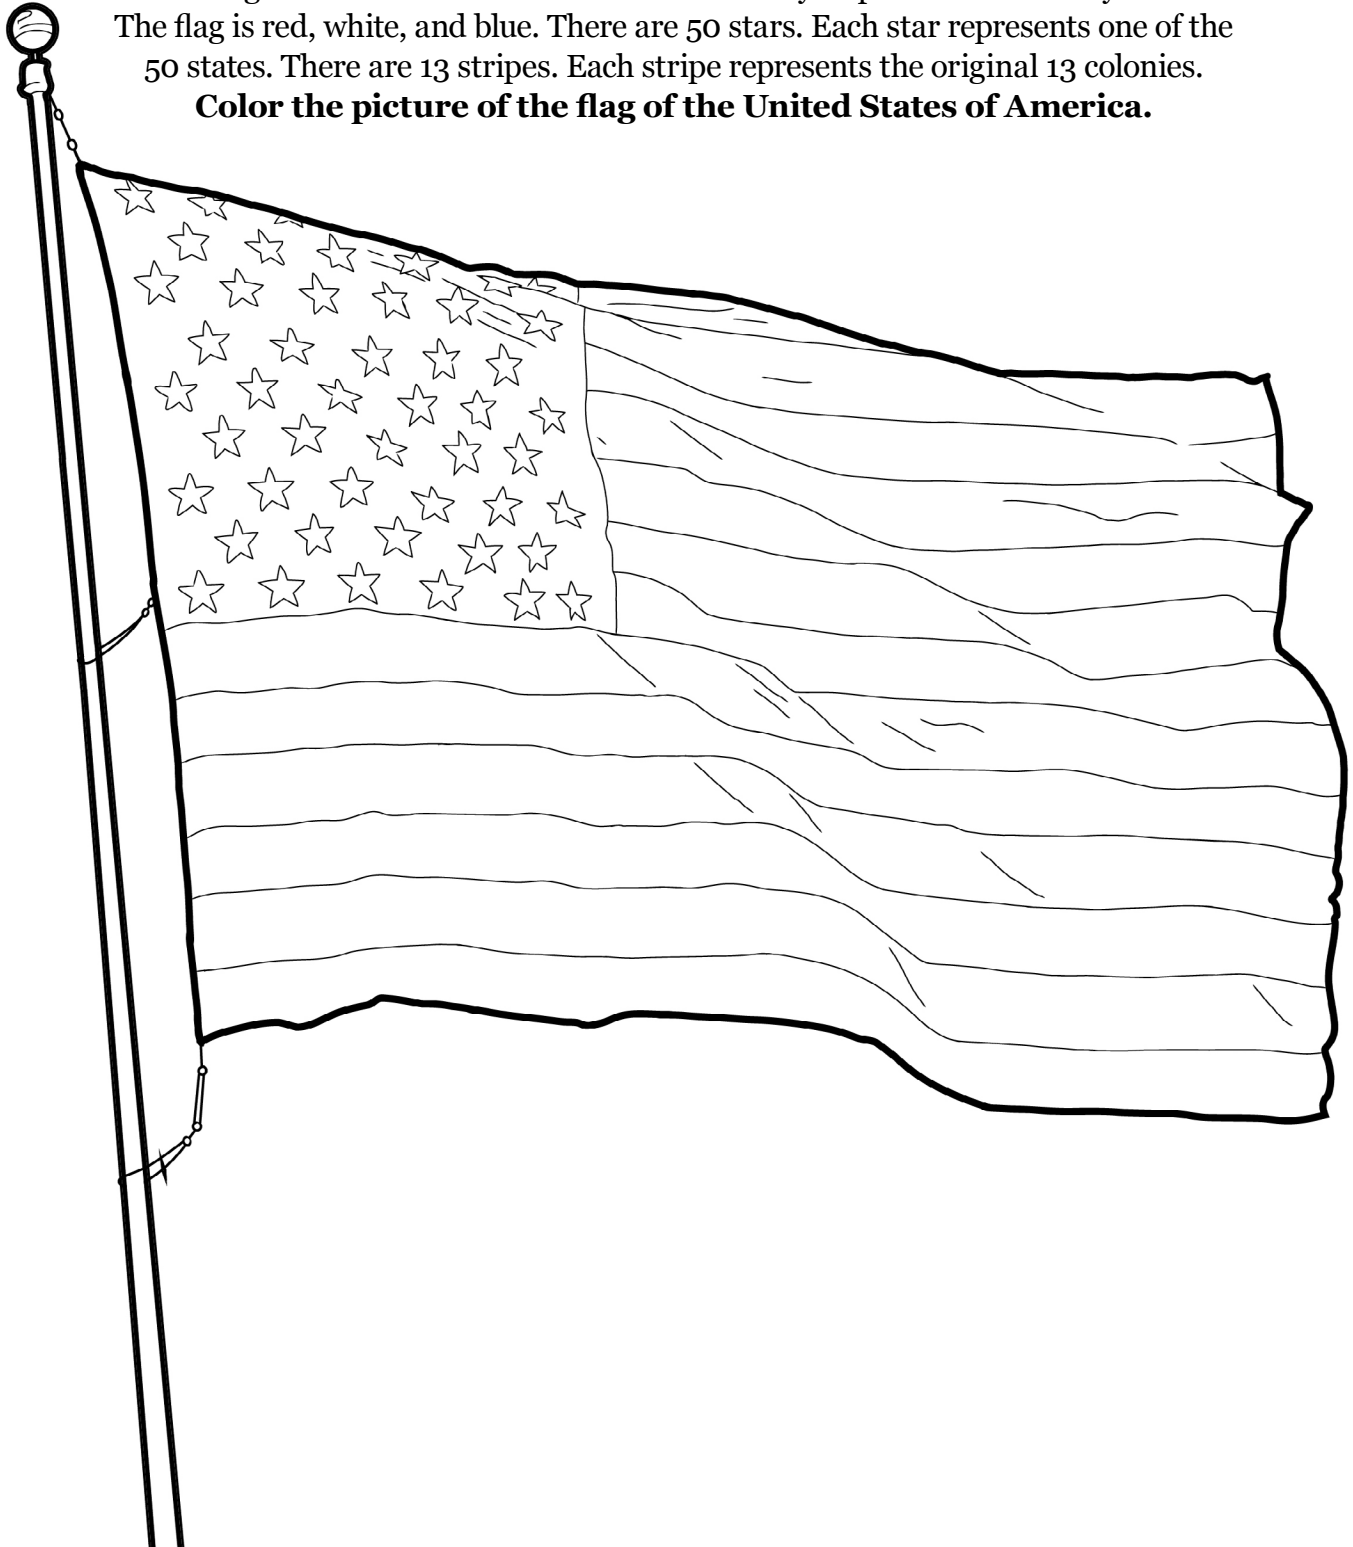 The flag is red, white, and blue. There are 50 stars. Each star represents one of the
50 states. There are 13 stripes. Each stripe represents the original 13 colonies.
Color the picture of the flag of the United States of America.